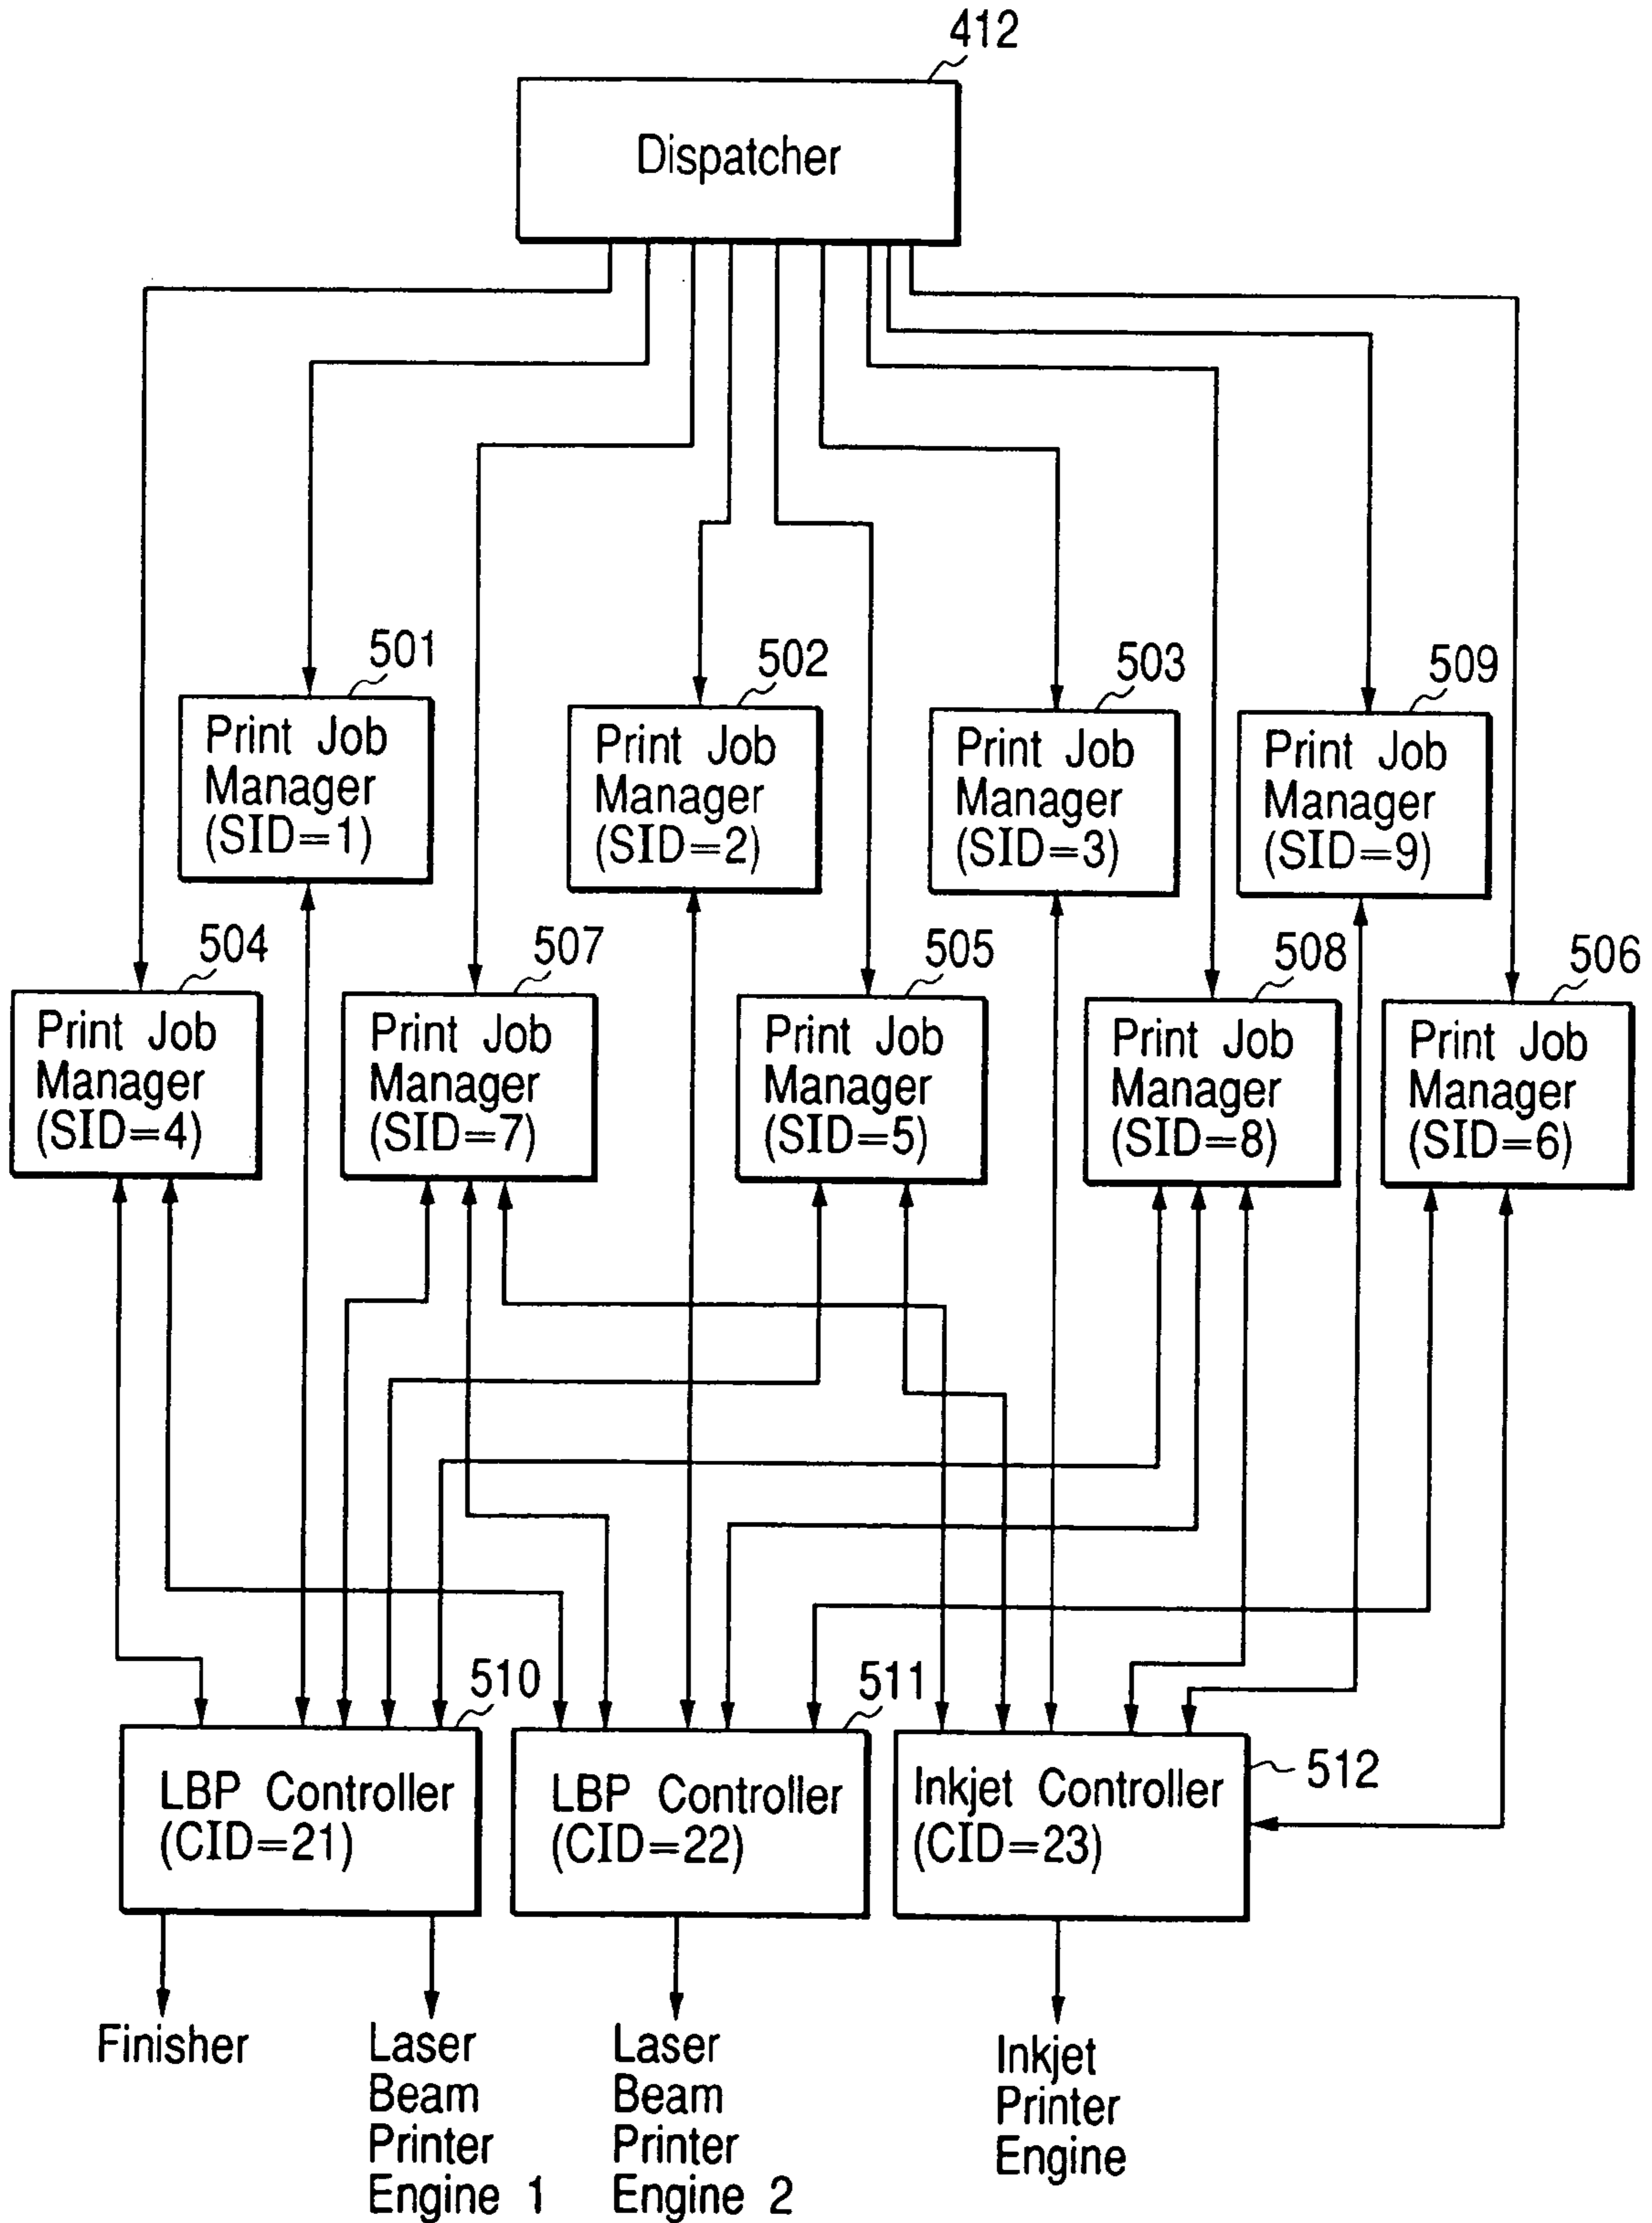 412
Dispatcher
501
Print Job
Manager
(SID=1)
502
Print Job
Manager
(SID=2)
503
Print Job
Manager
(SID=3)
509
Print Job
Manager
(SID=9)
504
Print Job
Manager
(SID=4)
507
Print Job
Manager
(SID=7)
505
Print Job
Manager
(SID=5)
508
Print Job
Manager
(SID=8)
506
Print Job
Manager
(SID=6)
510
LBP Controller
(CID=21)
511
LBP Controller
(CID=22)
512
Inkjet Controller
(CID=23)
Finisher
Laser
Beam
Printer
Engine 1
Laser
Beam
Printer
Engine 2
Inkjet
Printer
Engine